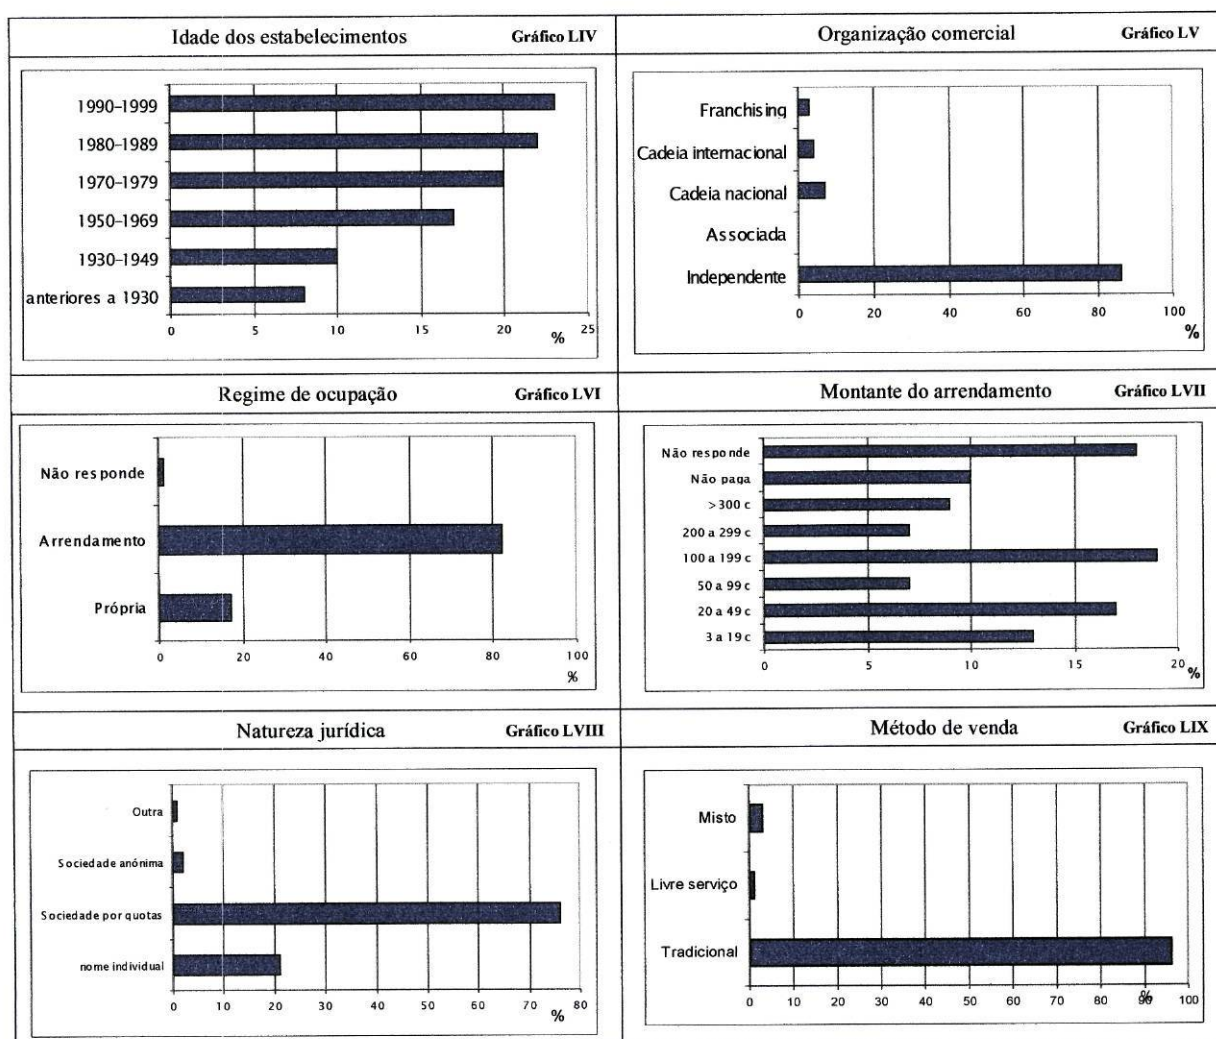 Idade dos estabelecimentos Gráfico LIV
1990–1999
1980–1989
1970–1979
1950–1969
1930–1949
anteriores a 1930
0 5 10 15 20 25
%
Organização comercial Gráfico LV
Franchising
Cadeia internacional
Cadeia nacional
Associada
Independente
0 20 40 60 80 100
%
Regime de ocupação Gráfico LVI
Não responde
Arrendamento
Própria
0 20 40 60 80 100
%
Montante do arrendamento Gráfico LVII
Não responde
Não paga
>300 c
200 a 299 c
100 a 199 c
50 a 99 c
20 a 49 c
3 a 19 c
0 5 10 15 20
%
Natureza jurídica Gráfico LVIII
Outra
Sociedade anónima
Sociedade por quotas
nome individual
0 10 20 30 40 50 60 70 80
%
Método de venda Gráfico LIX
Misto
Livre serviço
Tradicional
0 10 20 30 40 50 60 70 80 90 100
%